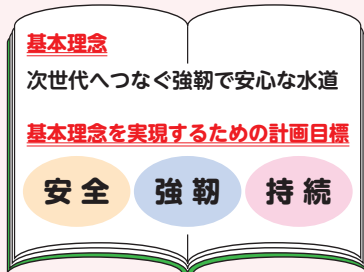 基本理念
次世代へつなぐ強靭で安心な水道
基本理念を実現するための計画目標
安全 強靭 持続